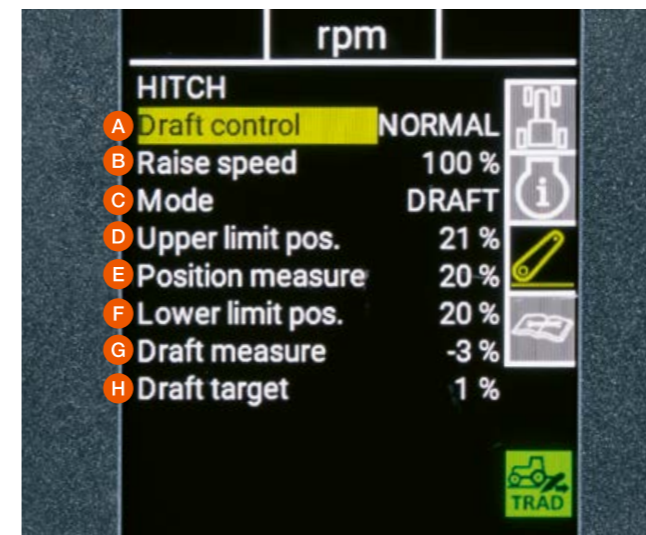 rpm
HITCH
A Draft control NORMAL
B Raise speed 100 %
C Mode DRAFT
D Upper limit pos. 21 %
E Position measure 20 %
F Lower limit pos. 20 %
G Draft measure -3 %
H Draft target 1 %
i
TRAD